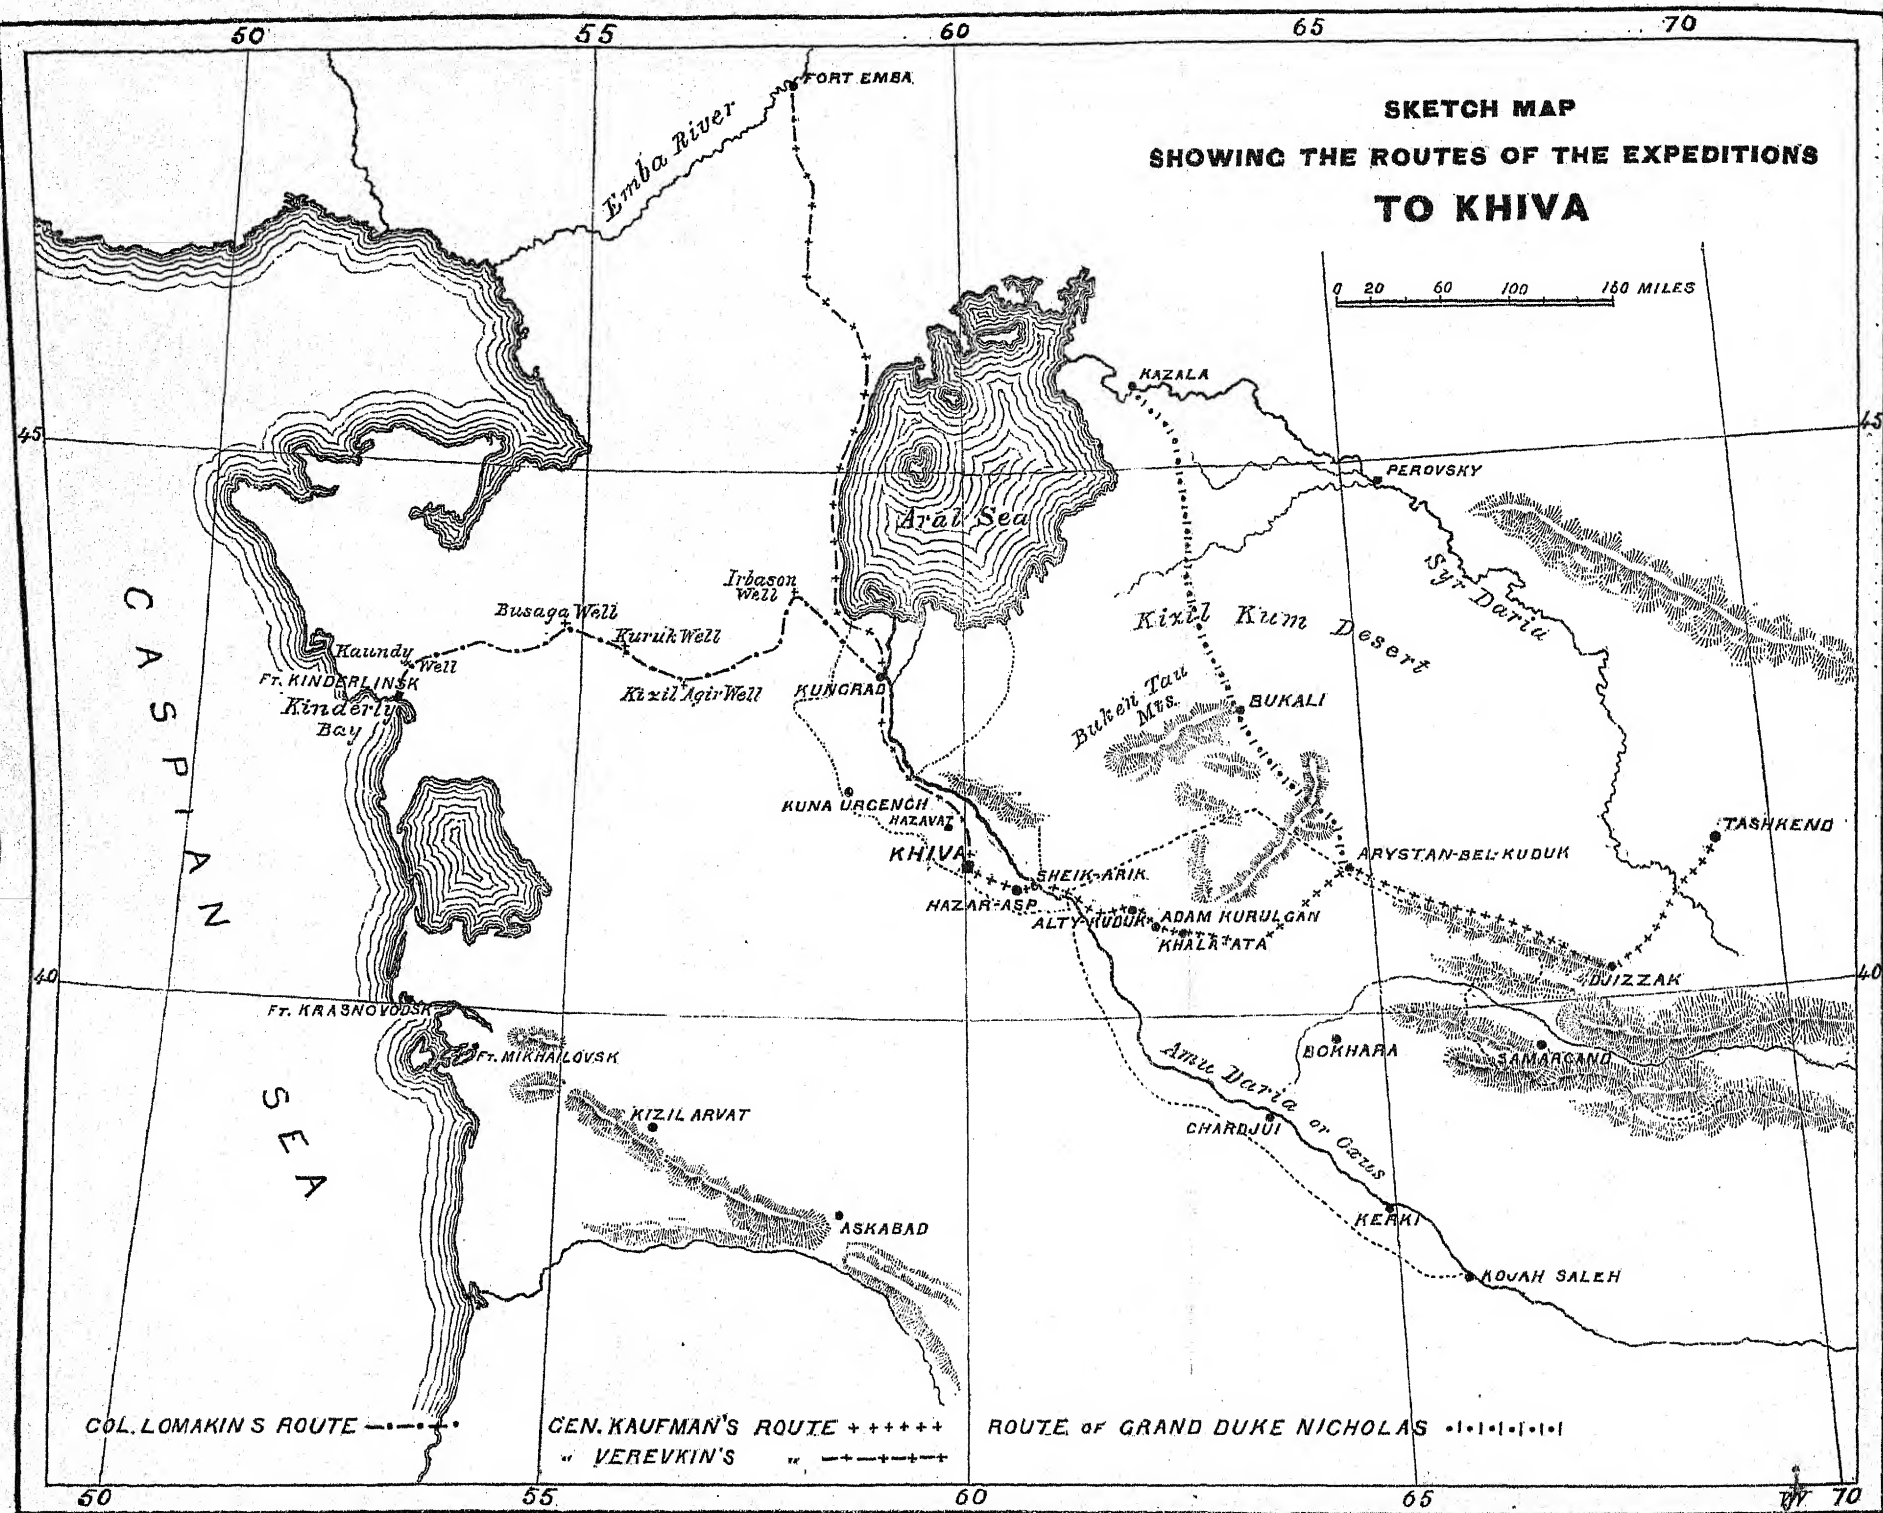 50 55 60 65 70
SKETCH MAP
SHOWING THE ROUTES OF THE EXPEDITIONS
TO KHIVA
0 20 60 100 160 MILES
FORT EMBA
Emba River
KAZALA
45
45
PEROVSKY
Aral Sea
Syr Daria
Kizil Kum Desert
Irbason
Well
Busaga Well
Kuruk Well
Kaundy
Well
Kizil Agir Well
FT. KINDERLINSK
Kinderly
Bay
KUNGRAD
Buken Tau
Mts.
BUKALI
CASPIAN SEA
KUNA URGENCH
HAZAVAT
KHIVA
TASHKEND
ARYSTAN-BEL-KUDUK
SHEIK-ARIK
HAZAR-ASP
ALTY-KUDUK
ADAM KURULGAN
KHALA-ATA
40
40
DJIZZAK
FT. KRASNOVODSK
FT. MIKHAILOVSK
BOKHARA
SAMARCAND
Amu Daria or Oxus
KIZIL ARVAT
CHARDJUI
ASKABAD
KERKI
KOJAH SALEH
COL. LOMAKINS ROUTE
GEN. KAUFMAN'S ROUTE
" VEREVKIN'S "
ROUTE OF GRAND DUKE NICHOLAS
50 55 60 65 70